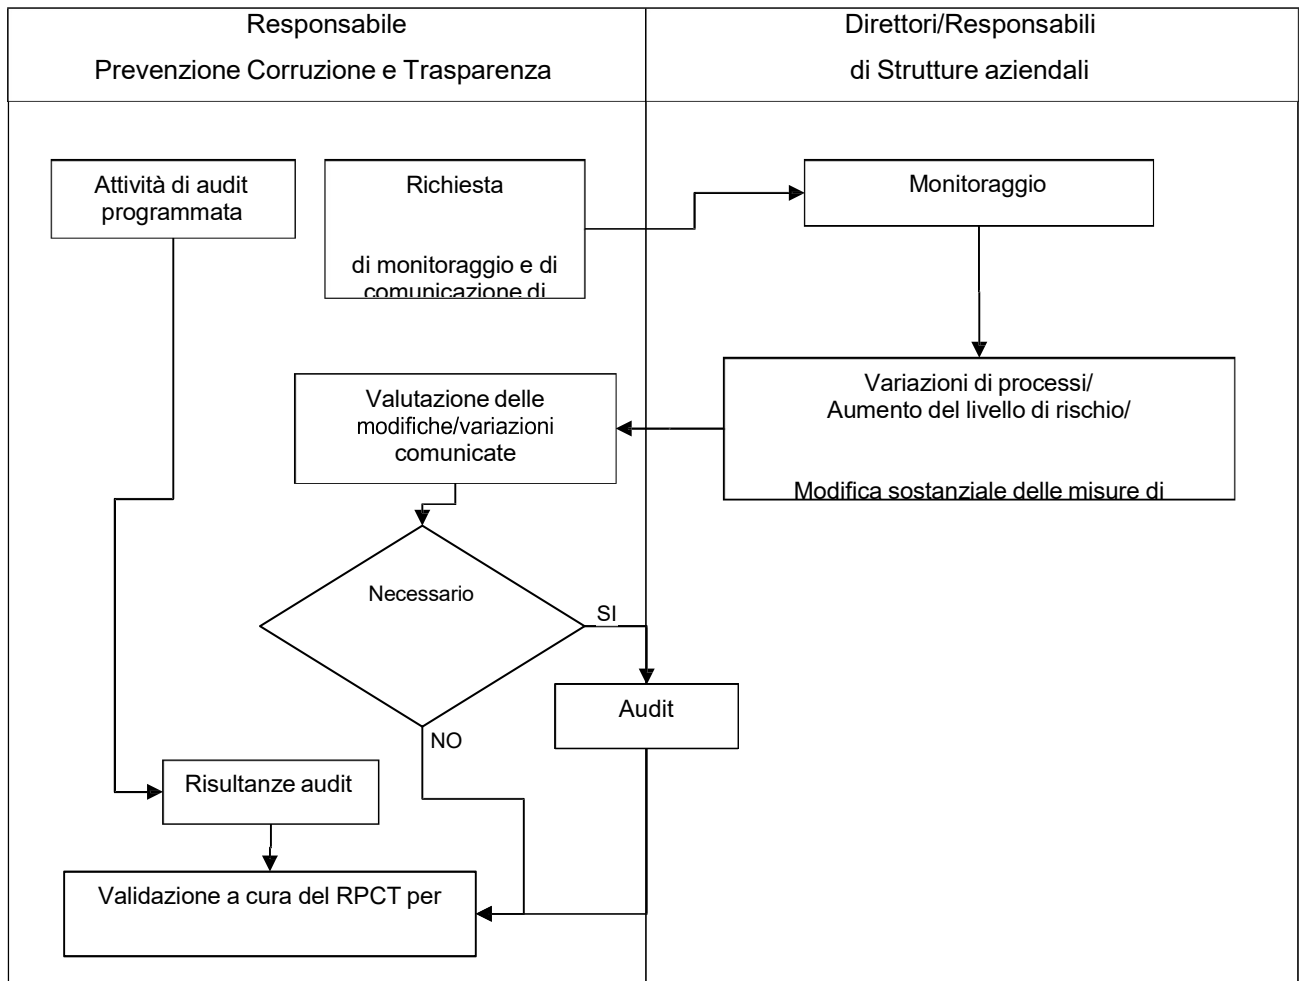 Responsabile
Prevenzione Corruzione e Trasparenza
Direttori/Responsabili
di Strutture aziendali
Attività di audit
programmata
Richiesta
di monitoraggio e di
comunicazione di
Monitoraggio
Variazioni di processi/
Aumento del livello di rischio/
Modifica sostanziale delle misure di
Valutazione delle
modifiche/variazioni
comunicate
Necessario
SI
Audit
NO
Risultanze audit
Validazione a cura del RPCT per